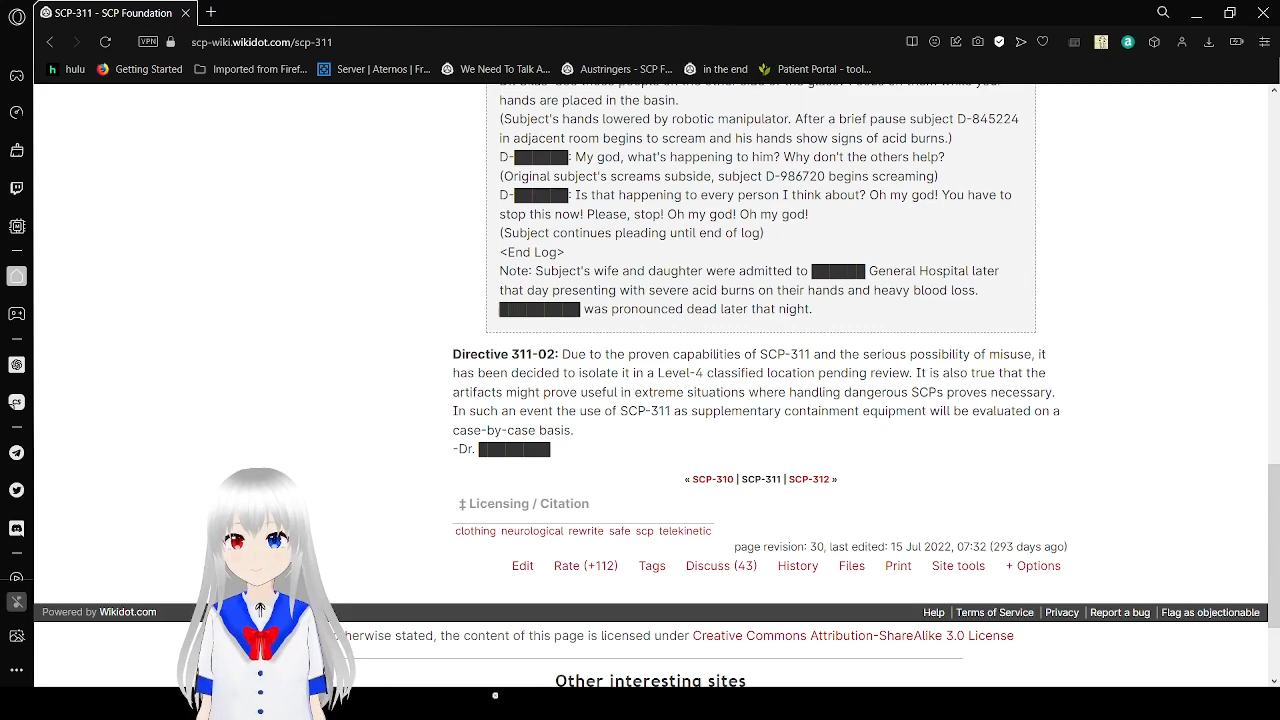 SCP-311 - SCP Foundation
VPN
scp-wiki.wikidot.com/scp-311
hulu
Getting Started
Imported from Firef...
Server | Aternos | Fr...
We Need To Talk A...
Austringers - SCP F...
in the end
Patient Portal - tool...
hands are placed in the basin.
(Subject's hands lowered by robotic manipulator. After a brief pause subject D-845224
in adjacent room begins to scream and his hands show signs of acid burns.)
D-██████: My god, what's happening to him? Why don't the others help?
(Original subject's screams subside, subject D-986720 begins screaming)
D-██████: Is that happening to every person I think about? Oh my god! You have to
stop this now! Please, stop! Oh my god! Oh my god!
(Subject continues pleading until end of log)
<End Log>
Note: Subject's wife and daughter were admitted to ██████ General Hospital later
that day presenting with severe acid burns on their hands and heavy blood loss.
█████████ was pronounced dead later that night.
Directive 311-02: Due to the proven capabilities of SCP-311 and the serious possibility of misuse, it
has been decided to isolate it in a Level-4 classified location pending review. It is also true that the
artifacts might prove useful in extreme situations where handling dangerous SCPs proves necessary.
In such an event the use of SCP-311 as supplementary containment equipment will be evaluated on a
case-by-case basis.
-Dr. ████████
« SCP-310 | SCP-311 | SCP-312 »
‡ Licensing / Citation
clothing neurological rewrite safe scp telekinetic
page revision: 30, last edited: 15 Jul 2022, 07:32 (293 days ago)
Edit Rate (+112) Tags Discuss (43) History Files Print Site tools + Options
Powered by Wikidot.com
Help | Terms of Service | Privacy | Report a bug | Flag as objectionable
otherwise stated, the content of this page is licensed under Creative Commons Attribution-ShareAlike 3.0 License
Other interesting sites